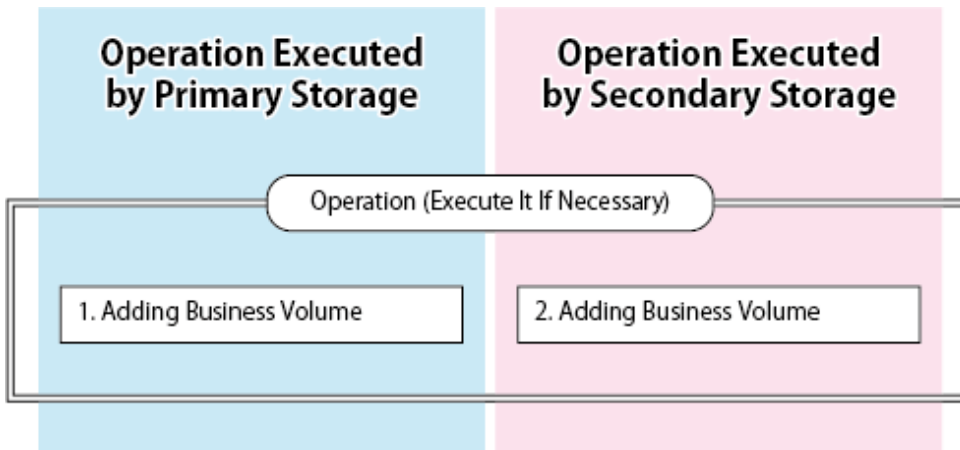 Operation Executed
by Primary Storage
Operation Executed
by Secondary Storage
Operation (Execute It If Necessary)
1. Adding Business Volume
2. Adding Business Volume